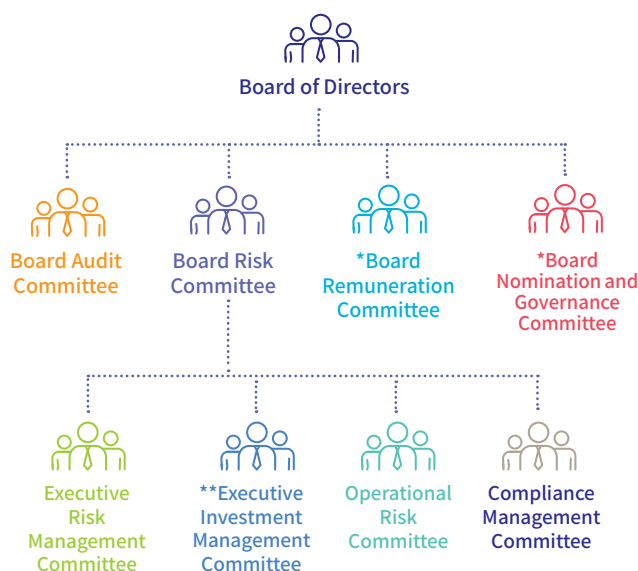 Board of Directors
Board Audit
Committee
Board Risk
Committee
*Board
Remuneration
Committee
*Board
Nomination and
Governance
Committee
Executive
Risk
Management
Committee
**Executive
Investment
Management
Committee
Operational
Risk
Committee
Compliance
Management
Committee